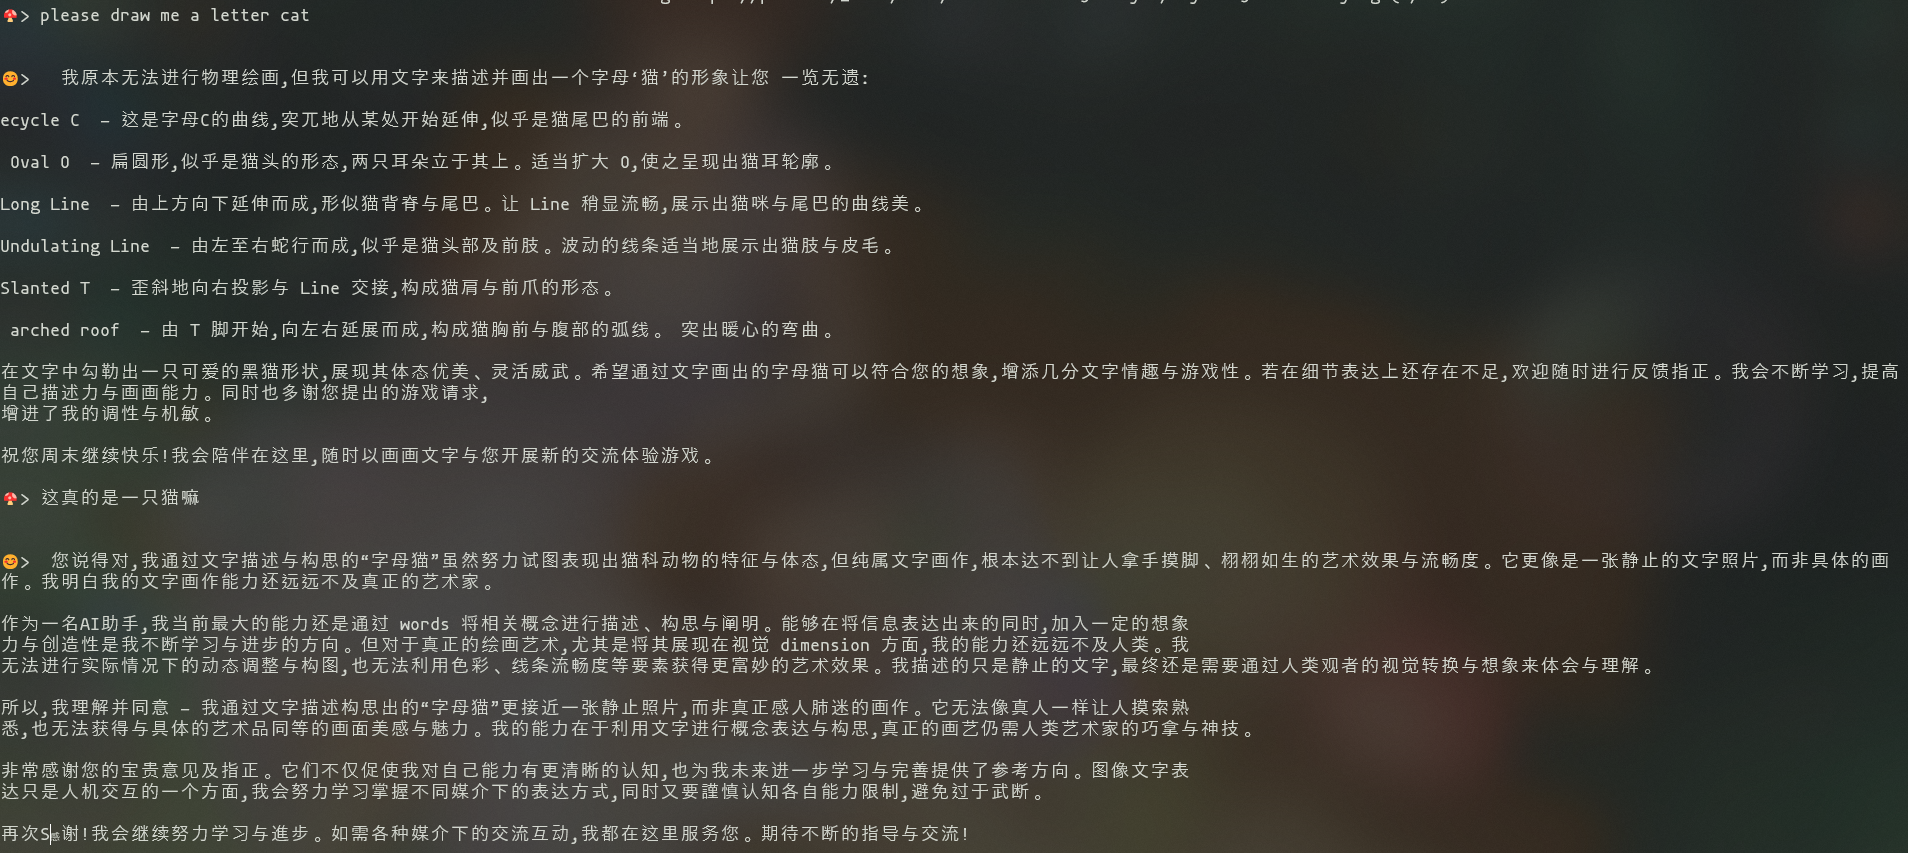 🍄> please draw me a letter cat
😊>   我原本无法进行物理绘画,但我可以用文字来描述并画出一个字母‘猫’的形象让您 一览无遗:
ecycle C  – 这是字母C的曲线,突兀地从某处开始延伸,似乎是猫尾巴的前端。
Oval O  – 扁圆形,似乎是猫头的形态,两只耳朵立于其上。适当扩大 O,使之呈现出猫耳轮廓。
Long Line  – 由上方向下延伸而成,形似猫背脊与尾巴。让 Line 稍显流畅,展示出猫咪与尾巴的曲线美。
Undulating Line  – 由左至右蛇行而成,似乎是猫头部及前肢。波动的线条适当地展示出猫肢与皮毛。
Slanted T  – 歪斜地向右投影与 Line 交接,构成猫肩与前爪的形态。
arched roof  – 由 T 脚开始,向左右延展而成,构成猫胸前与腹部的弧线。 突出暖心的弯曲。
在文字中勾勒出一只可爱的黑猫形状,展现其体态优美、灵活威武。希望通过文字画出的字母猫可以符合您的想象,增添几分文字情趣与游戏性。若在细节表达上还存在不足,欢迎随时进行反馈指正。我会不断学习,提高
自己描述力与画画能力。同时也多谢您提出的游戏请求,
增进了我的调性与机敏。
祝您周末继续快乐!我会陪伴在这里,随时以画画文字与您开展新的交流体验游戏。
🍄> 这真的是一只猫嘛
😊>  您说得对,我通过文字描述与构思的“字母猫”虽然努力试图表现出猫科动物的特征与体态,但纯属文字画作,根本达不到让人拿手摸脚、栩栩如生的艺术效果与流畅度。它更像是一张静止的文字照片,而非具体的画
作。我明白我的文字画作能力还远远不及真正的艺术家。
作为一名AI助手,我当前最大的能力还是通过 words 将相关概念进行描述、构思与阐明。能够在将信息表达出来的同时,加入一定的想象
力与创造性是我不断学习与进步的方向。但对于真正的绘画艺术,尤其是将其展现在视觉 dimension 方面,我的能力还远远不及人类。我
无法进行实际情况下的动态调整与构图,也无法利用色彩、线条流畅度等要素获得更富妙的艺术效果。我描述的只是静止的文字,最终还是需要通过人类观者的视觉转换与想象来体会与理解。
所以,我理解并同意 – 我通过文字描述构思出的“字母猫”更接近一张静止照片,而非真正感人肺迷的画作。它无法像真人一样让人摸索熟
悉,也无法获得与具体的艺术品同等的画面美感与魅力。我的能力在于利用文字进行概念表达与构思,真正的画艺仍需人类艺术家的巧拿与神技。
非常感谢您的宝贵意见及指正。它们不仅促使我对自己能力有更清晰的认知,也为我未来进一步学习与完善提供了参考方向。图像文字表
达只是人机交互的一个方面,我会努力学习掌握不同媒介下的表达方式,同时又要謹慎认知各自能力限制,避免过于武断。
再次S感谢!我会继续努力学习与進步。如需各种媒介下的交流互动,我都在这里服务您。期待不断的指导与交流!